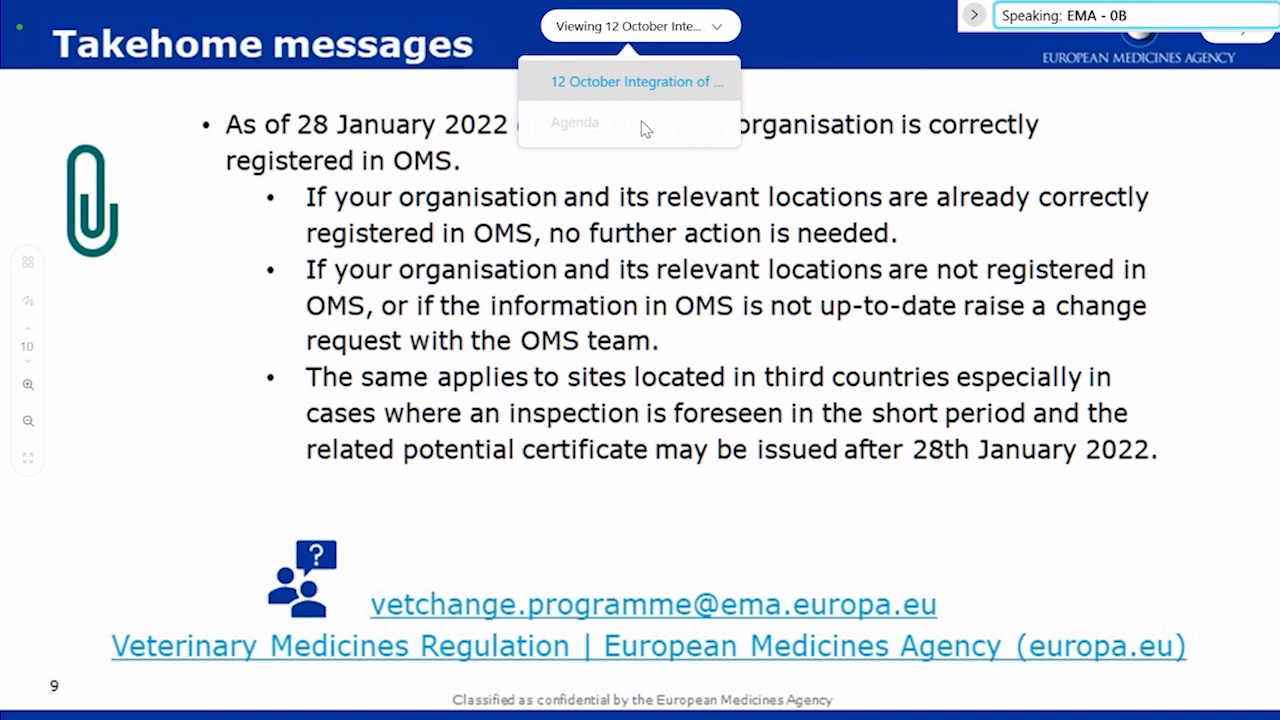 Takehome messages
Viewing 12 October Inte...
Speaking: EMA - 0B
EUROPEAN MEDICINES AGENCY
12 October Integration of ...
Agenda
• As of 28 January 2022 your organisation is correctly
registered in OMS.
• If your organisation and its relevant locations are already correctly
registered in OMS, no further action is needed.
• If your organisation and its relevant locations are not registered in
OMS, or if the information in OMS is not up-to-date raise a change
request with the OMS team.
• The same applies to sites located in third countries especially in
cases where an inspection is foreseen in the short period and the
related potential certificate may be issued after 28th January 2022.
10
?
vetchange.programme@ema.europa.eu
Veterinary Medicines Regulation | European Medicines Agency (europa.eu)
9
Classified as confidential by the European Medicines Agency